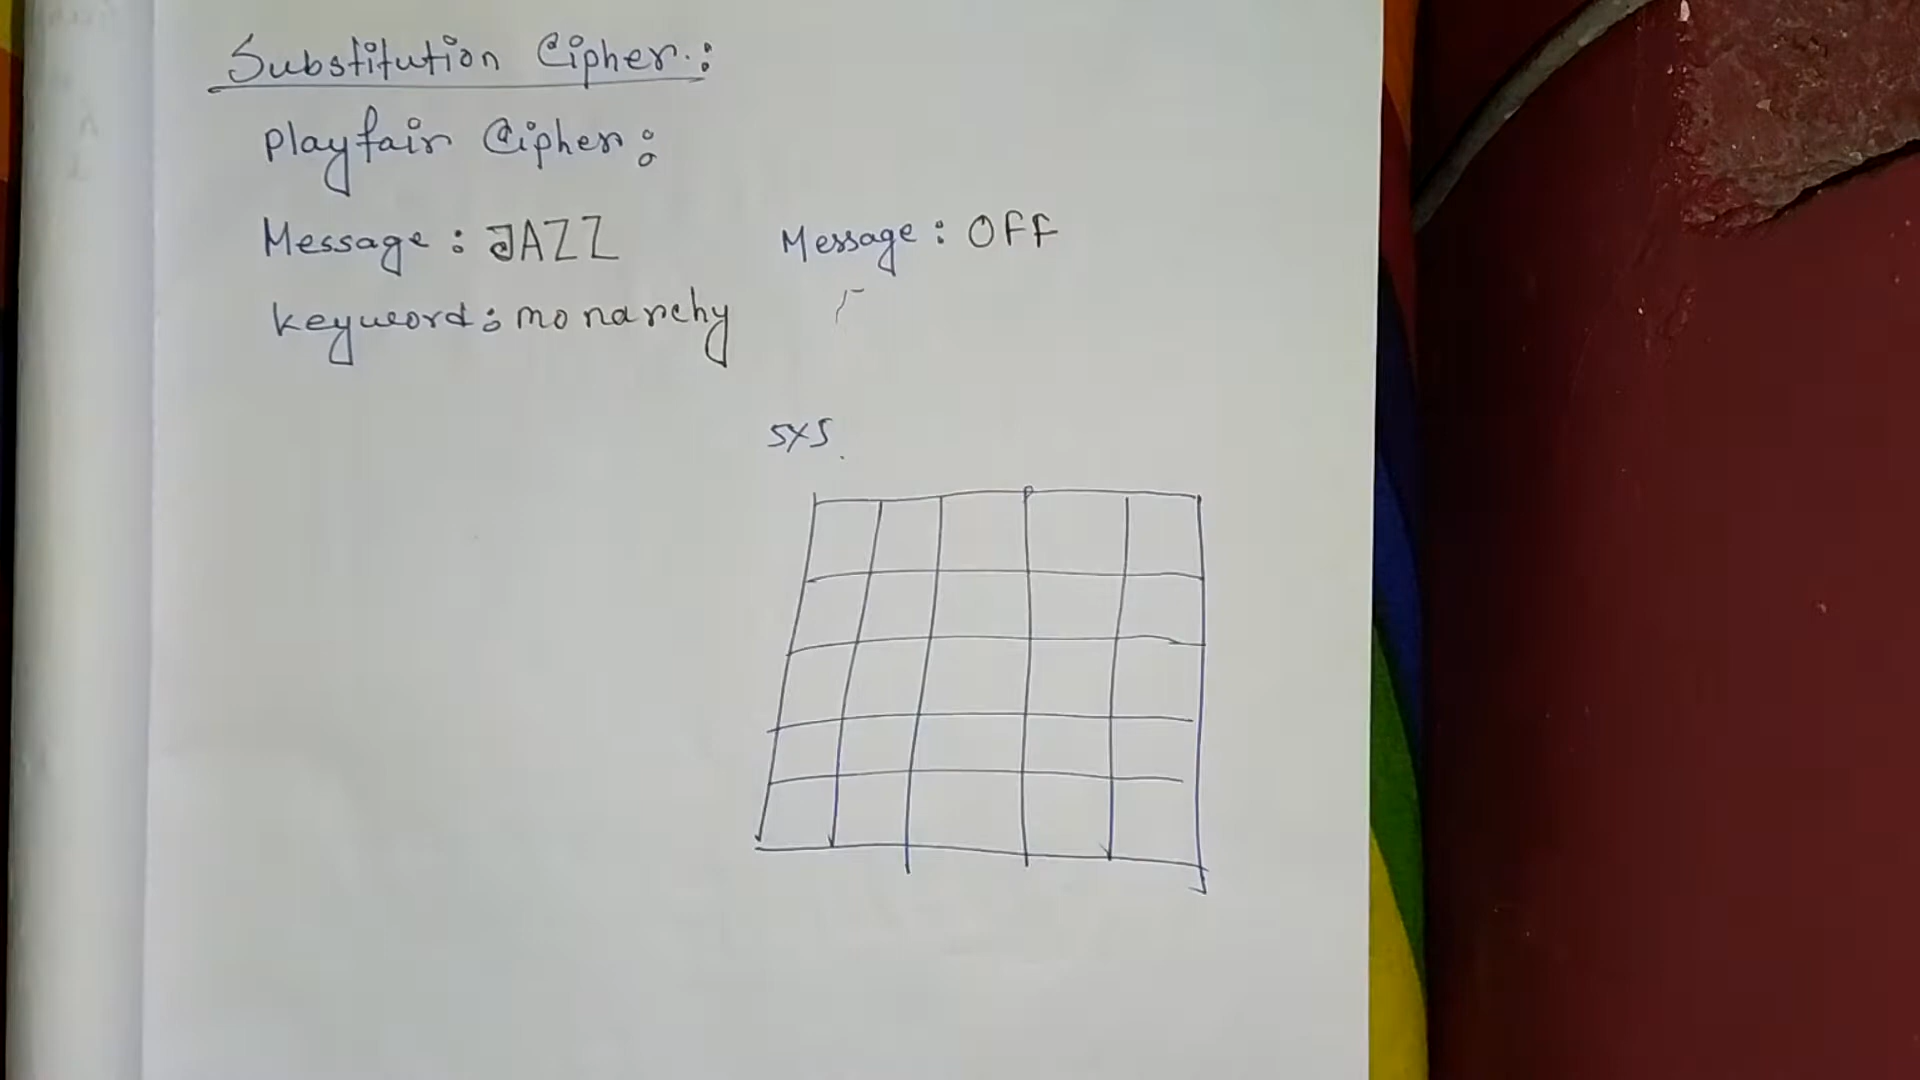 Substitution Cipher:
Playfair Cipher:
Message: JAZZ Message: OFF
keyword: monarchy
5x5